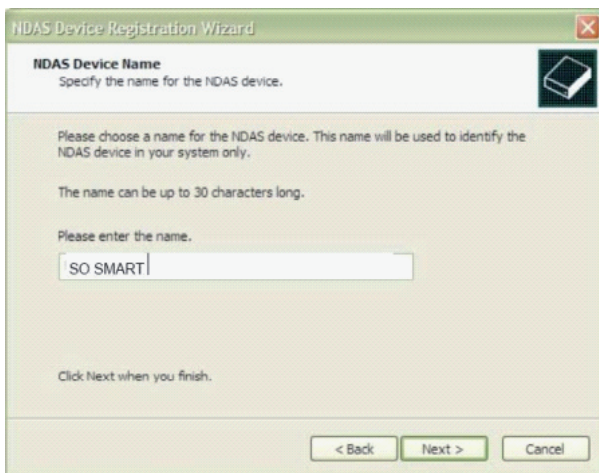 NDAS Device Registration Wizard
NDAS Device Name
Specify the name for the NDAS device.
Please choose a name for the NDAS device. This name will be used to identify the
NDAS device in your system only.
The name can be up to 30 characters long.
Please enter the name.
SO SMART
Click Next when you finish.
< Back Next > Cancel